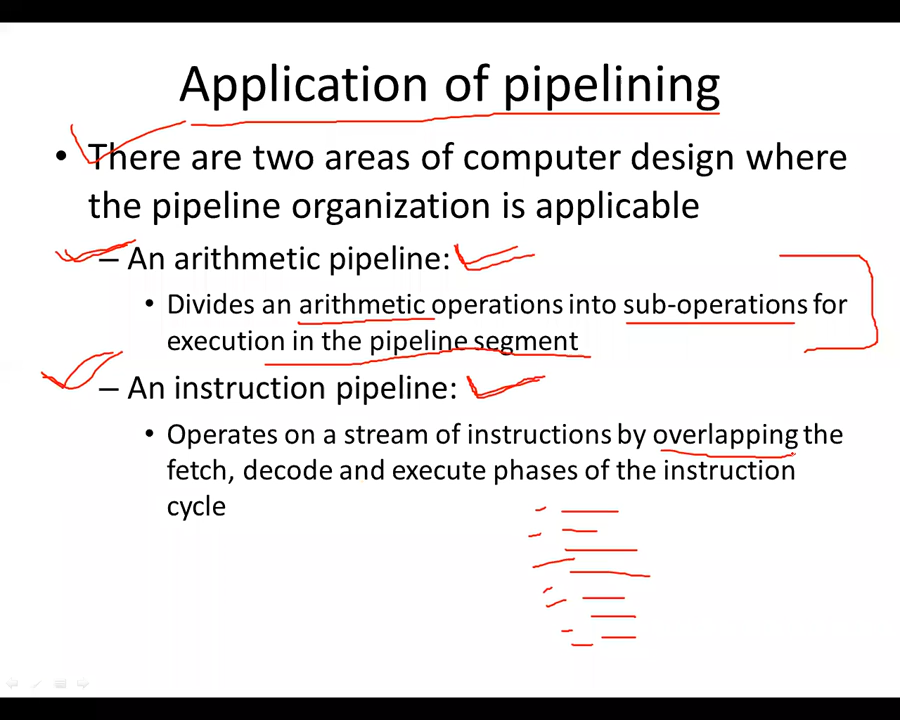 Application of pipelining
• There are two areas of computer design where
the pipeline organization is applicable
– An arithmetic pipeline:
• Divides an arithmetic operations into sub-operations for
execution in the pipeline segment
– An instruction pipeline:
• Operates on a stream of instructions by overlapping the
fetch, decode and execute phases of the instruction
cycle